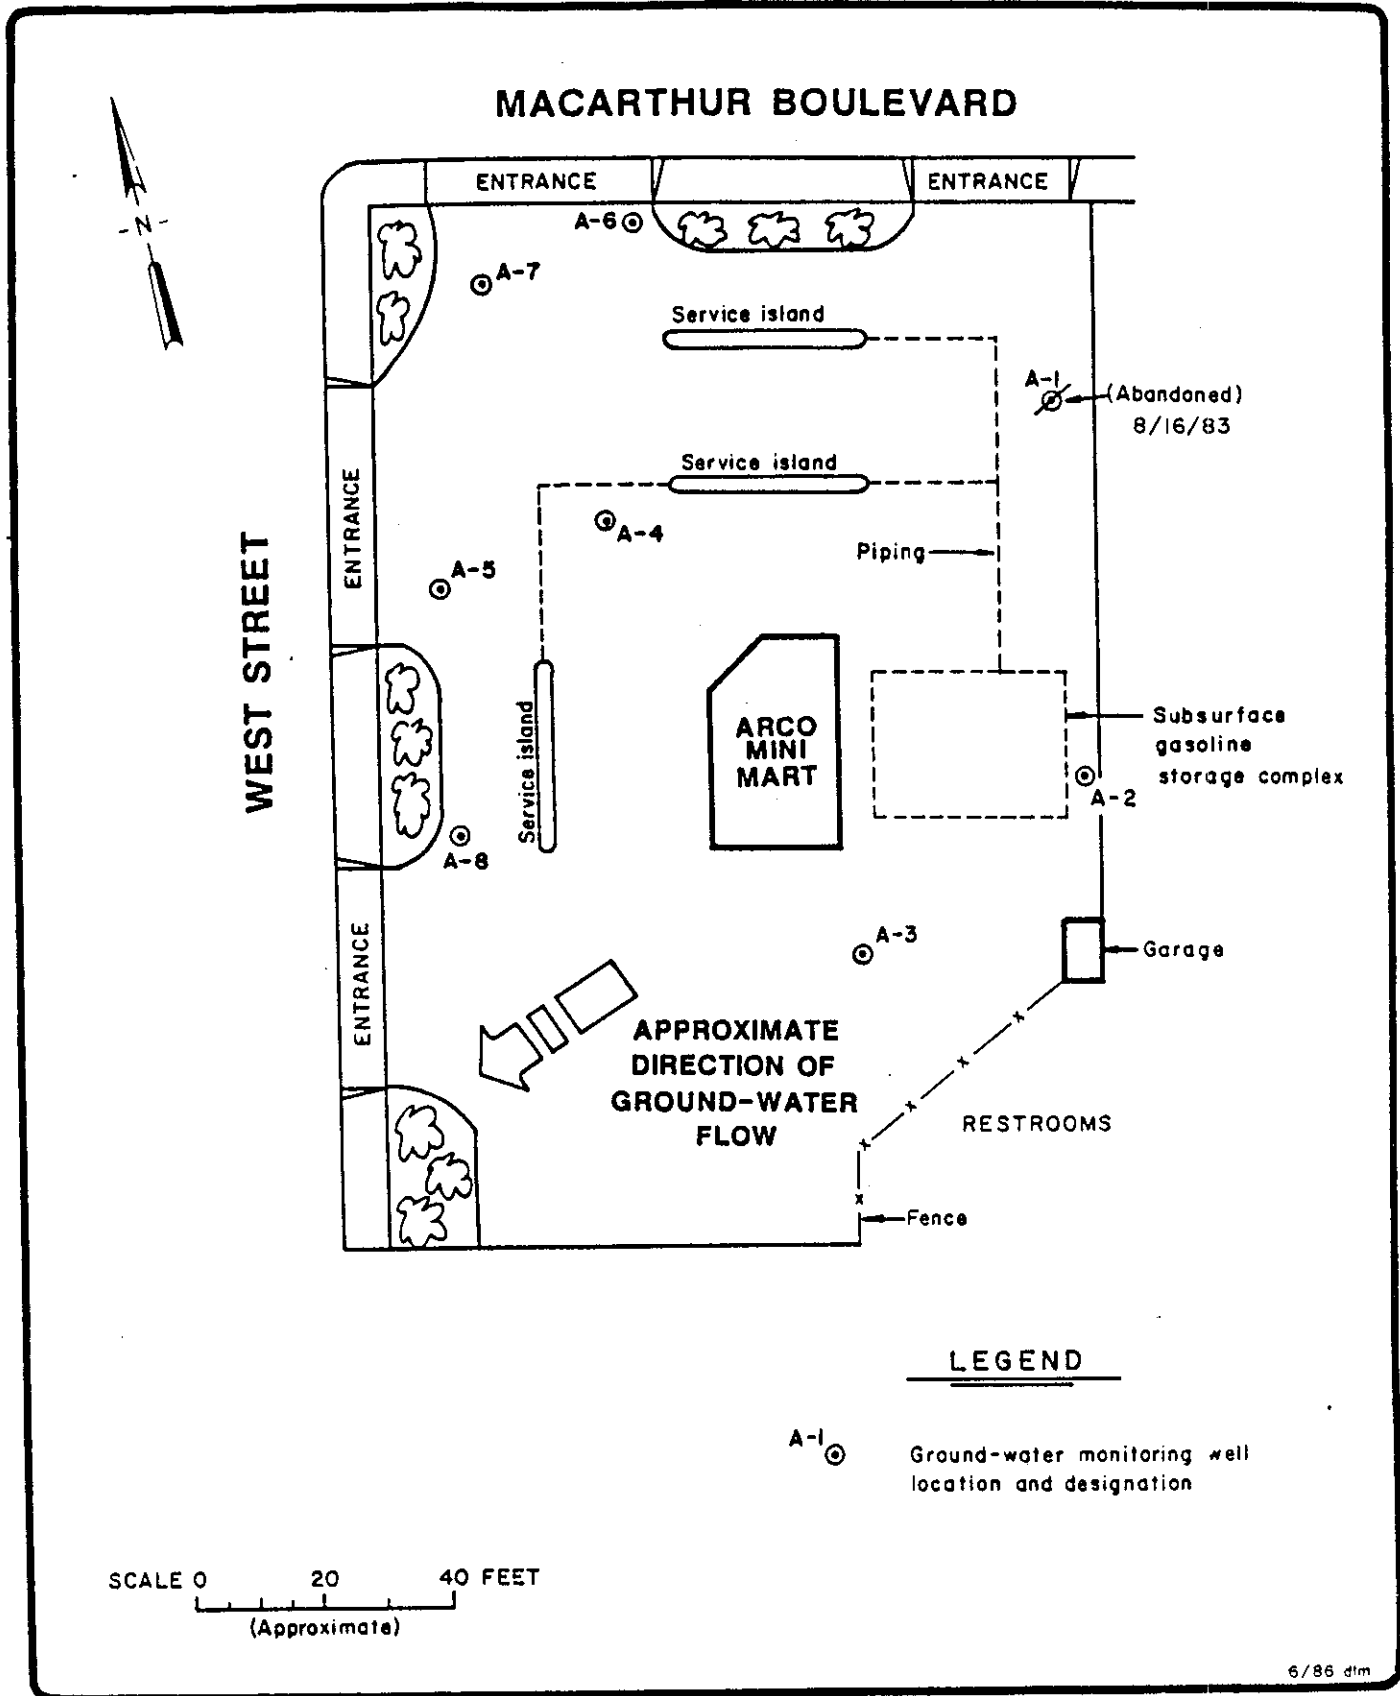 MACARTHUR BOULEVARD
N
ENTRANCE
ENTRANCE
A-6
A-7
Service island
A-1
(Abandoned)
8/16/83
Service island
ENTRANCE
A-4
Piping
A-5
WEST STREET
Service island
ARCO
MINI
MART
Subsurface
gasoline
storage complex
A-2
A-8
A-3
Garage
ENTRANCE
APPROXIMATE
DIRECTION OF
GROUND-WATER
FLOW
RESTROOMS
Fence
LEGEND
A-1
Ground-water monitoring well
location and designation
SCALE 0 20 40 FEET
(Approximate)
6/86 dtm